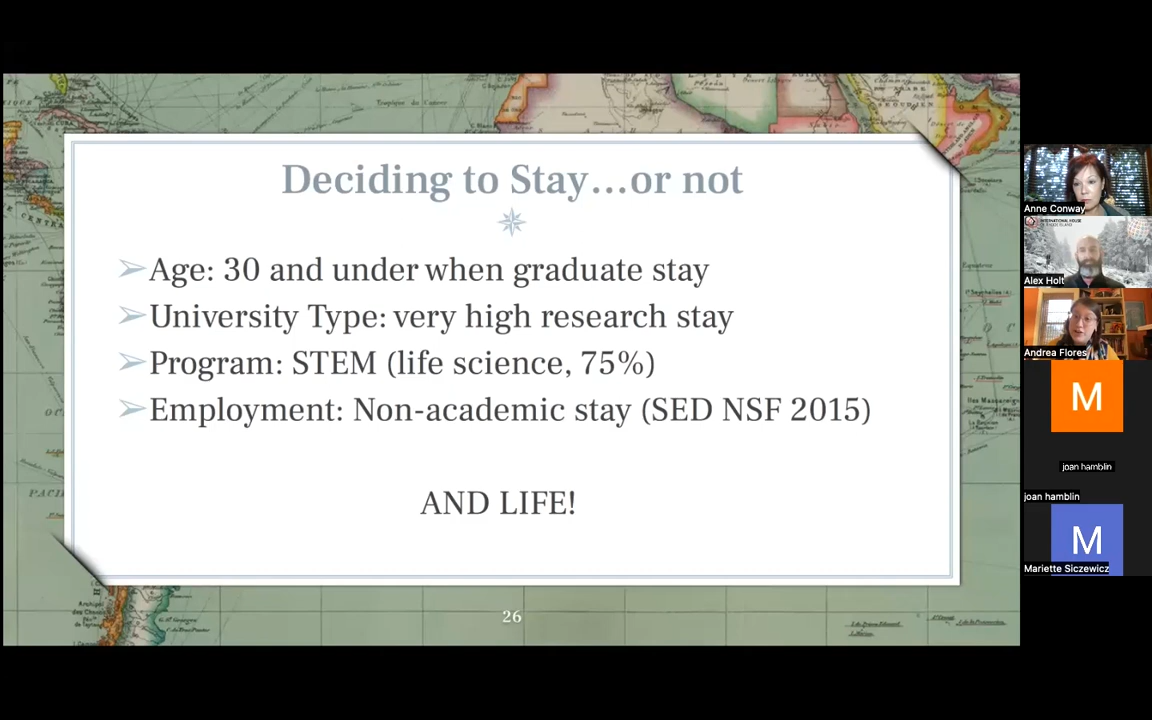 Deciding to Stay...or not
➢Age: 30 and under when graduate stay
➢University Type: very high research stay
➢Program: STEM (life science, 75%)
➢Employment: Non-academic stay (SED NSF 2015)
AND LIFE!
26
Anne Conway
INTERNATIONAL HOUSE
Alex Holt
Andrea Flores
M
joan hamblin
joan hamblin
M
Mariette Siczewicz